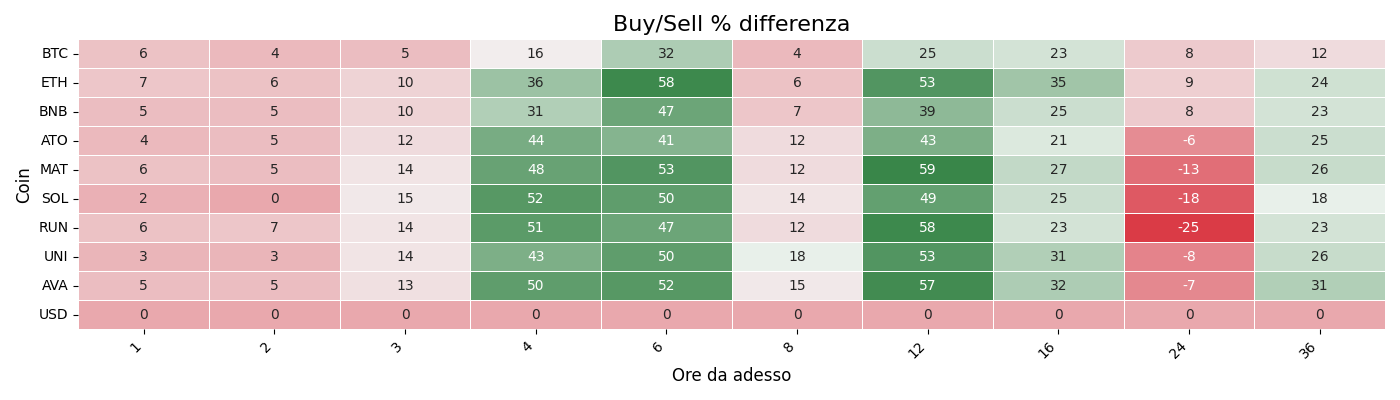 Buy/Sell % differenza
Coin
BTC 6 4 5 16 32 4 25 23 8 12
ETH 7 6 10 36 58 6 53 35 9 24
BNB 5 5 10 31 47 7 39 25 8 23
ATO 4 5 12 44 41 12 43 21 -6 25
MAT 6 5 14 48 53 12 59 27 -13 26
SOL 2 0 15 52 50 14 49 25 -18 18
RUN 6 7 14 51 47 12 58 23 -25 23
UNI 3 3 14 43 50 18 53 31 -8 26
AVA 5 5 13 50 52 15 57 32 -7 31
USD 0 0 0 0 0 0 0 0 0 0
1 2 3 4 6 8 12 16 24 36
Ore da adesso